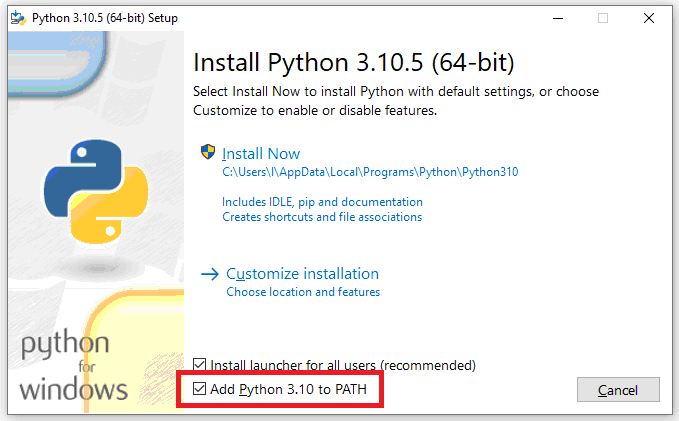 Python 3.10.5 (64-bit) Setup
Install Python 3.10.5 (64-bit)
Select Install Now to install Python with default settings, or choose
Customize to enable or disable features.
Install Now
C:\Users\I\AppData\Local\Programs\Python\Python310
Includes IDLE, pip and documentation
Creates shortcuts and file associations
Customize installation
Choose location and features
python
for
windows
Install launcher for all users (recommended)
Add Python 3.10 to PATH
Cancel